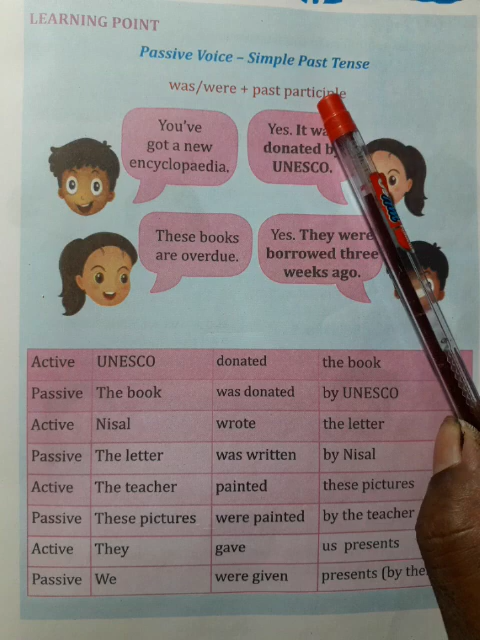 LEARNING POINT
Passive Voice – Simple Past Tense
was/were + past participle
You've
got a new
encyclopaedia.
Yes. It was
donated by
UNESCO.
These books
are overdue.
Yes. They were
borrowed three
weeks ago.
Active UNESCO donated the book
Passive The book was donated by UNESCO
Active Nisal wrote the letter
Passive The letter was written by Nisal
Active The teacher painted these pictures
Passive These pictures were painted by the teacher
Active They gave us presents
Passive We were given presents (by the